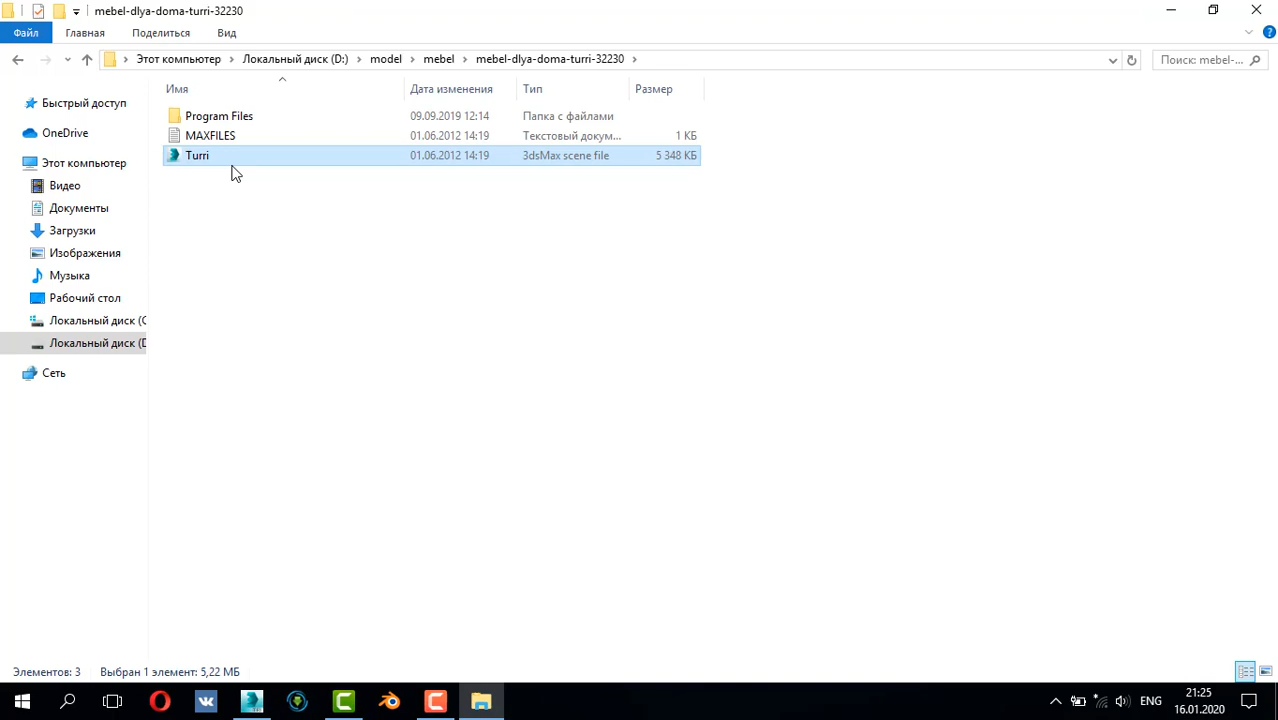 mebel-dlya-doma-turri-32230
Файл Главная Поделиться Вид
Этот компьютер Локальный диск (D:) model mebel mebel-dlya-doma-turri-32230 Поиск: mebel-...
Имя Дата изменения Тип Размер
Program Files 09.09.2019 12:14 Папка с файлами
MAXFILES 01.06.2012 14:19 Текстовый докум... 1 КБ
Turri 01.06.2012 14:19 3dsMax scene file 5 348 КБ
Быстрый доступ
OneDrive
Этот компьютер
Видео
Документы
Загрузки
Изображения
Музыка
Рабочий стол
Локальный диск (C
Локальный диск (D
Сеть
Элементов: 3 Выбран 1 элемент: 5,22 МБ
ENG
21:25
16.01.2020